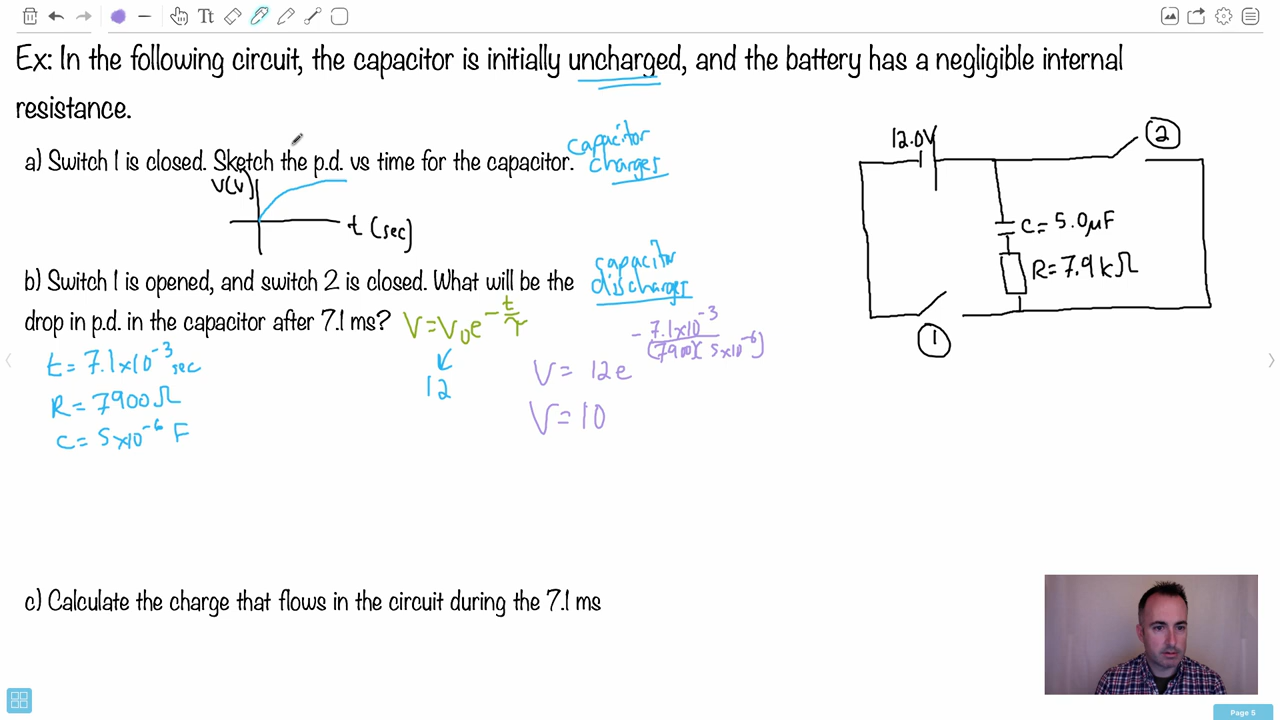 Tt
Ex: In the following circuit, the capacitor is initially uncharged, and the battery has a negligible internal
resistance.
a) Switch 1 is closed. Sketch the p.d. vs time for the capacitor.
capacitor
charges
V(V)
t (sec)
b) Switch 1 is opened, and switch 2 is closed. What will be the
drop in p.d. in the capacitor after 7.1 ms?
capacitor
discharges
V=V₀e^(-t/τ)
12
t = 7.1×10⁻³ sec
R = 7900 Ω
C = 5×10⁻⁶ F
V = 12e^(-7.1×10⁻³/(7900)(5×10⁻⁶))
V = 10
12.0V
2
C = 5.0μF
R = 7.9 kΩ
1
c) Calculate the charge that flows in the circuit during the 7.1 ms
Page 5